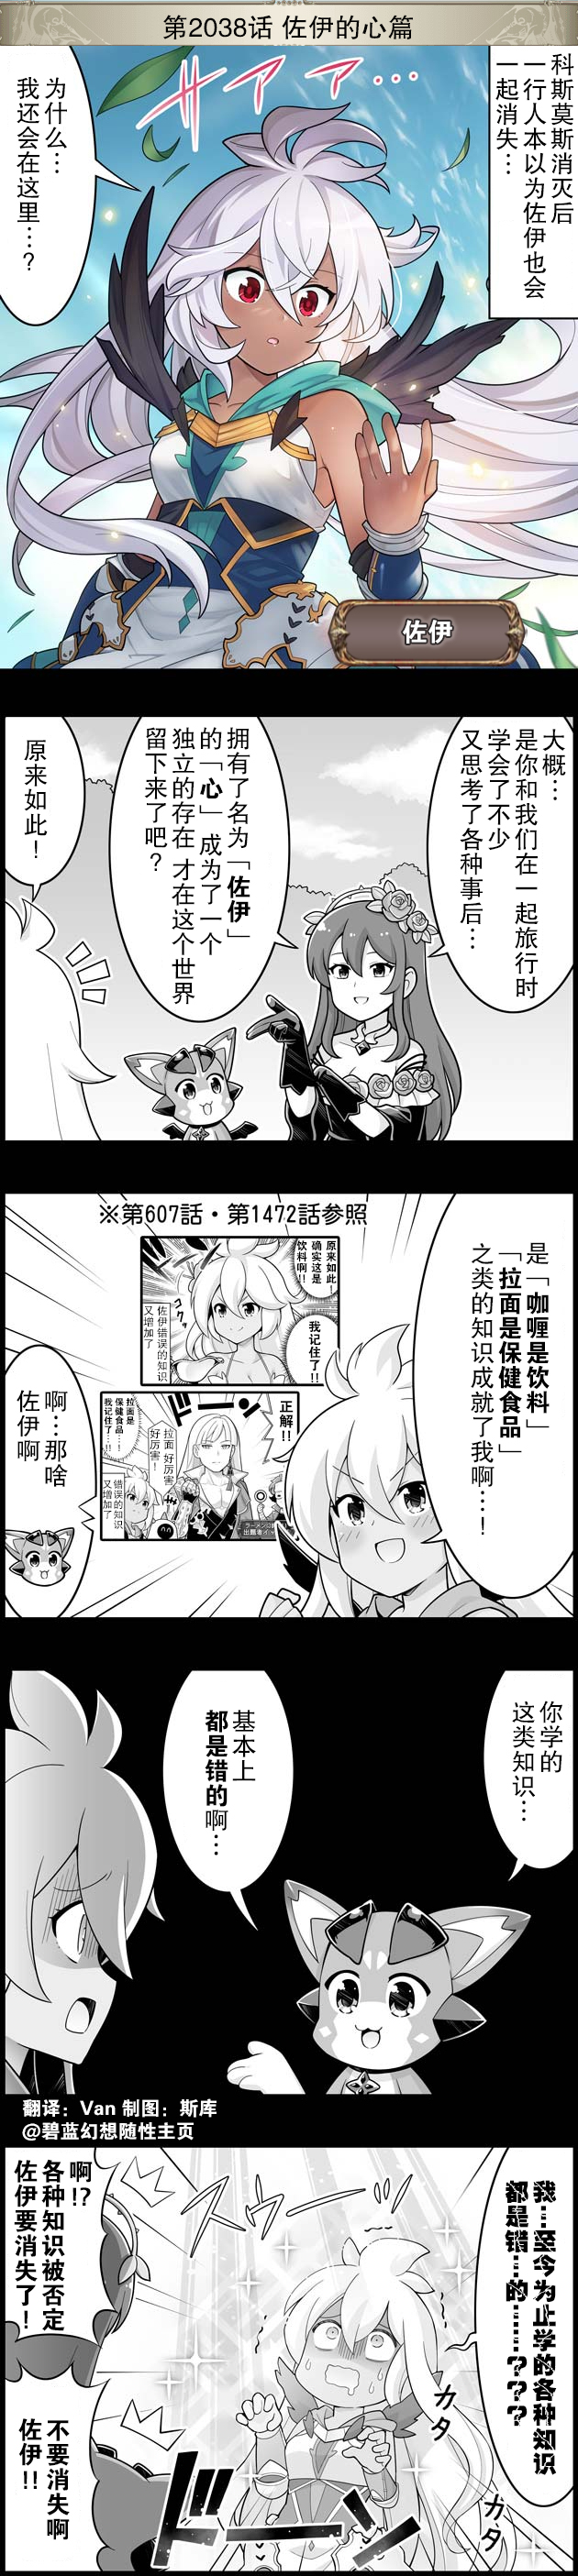 第2038话 佐伊的心篇
科斯莫斯消灭后
一行人本以为佐伊也会
一起消失…
サアァ…
为什么…
我还会在这里…？
佐伊
大概…
是你和我们在一起旅行时
学会了不少
又思考了各种事后…
拥有了名为「佐伊」
的「心」成为了一个
独立的存在 才在这个世界
留下来了吧？
原来如此！
※第607話・第1472話参照
是「咖喱是饮料」
「拉面是保健食品」
之类的知识成就了我啊…！
原来如此！
确实这是
饮料啊!!
我记住了!!
コクッ
佐伊错误的知识
又增加了
正解!!
ドーン
拉面 好厉害！
好厉害！
拉面是
保健食品…！
我记住了…!!
错误的知识
又增加了
啊…那啥
佐伊啊
你学的
这类知识…
基本上
都是错的啊…
翻译：Van 制图：斯库
@碧蓝幻想随性主页
我…至今为止学的各种知识
都是错…的……？？？
スゥー
啊!?
各种知识被否定
佐伊要消失了！
カタ
カタ
不要消失啊
佐伊!!
ドーン